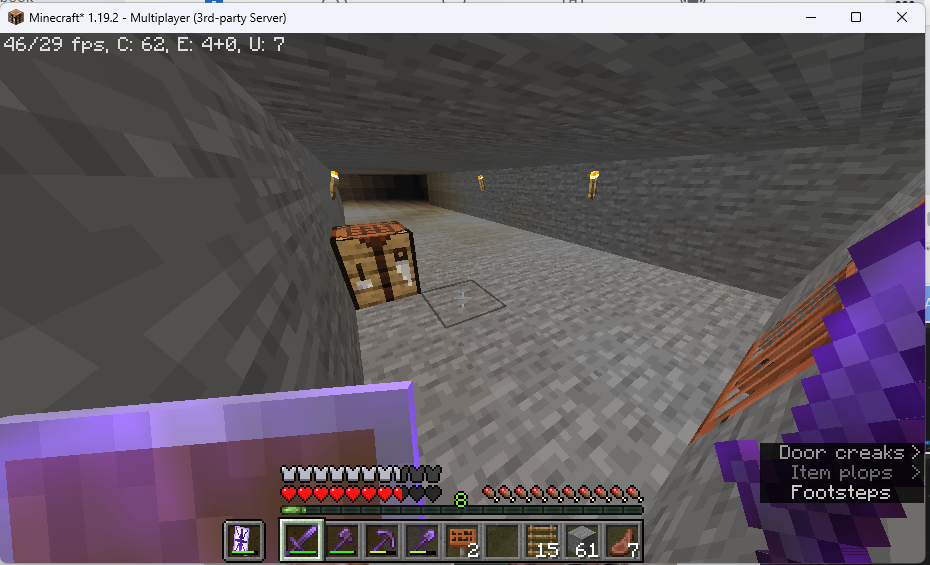 Minecraft* 1.19.2 - Multiplayer (3rd-party Server)
46/29 fps, C: 62, E: 4+0, U: 7
Door creaks >
Item plops >
Footsteps
8
2
15
61
7